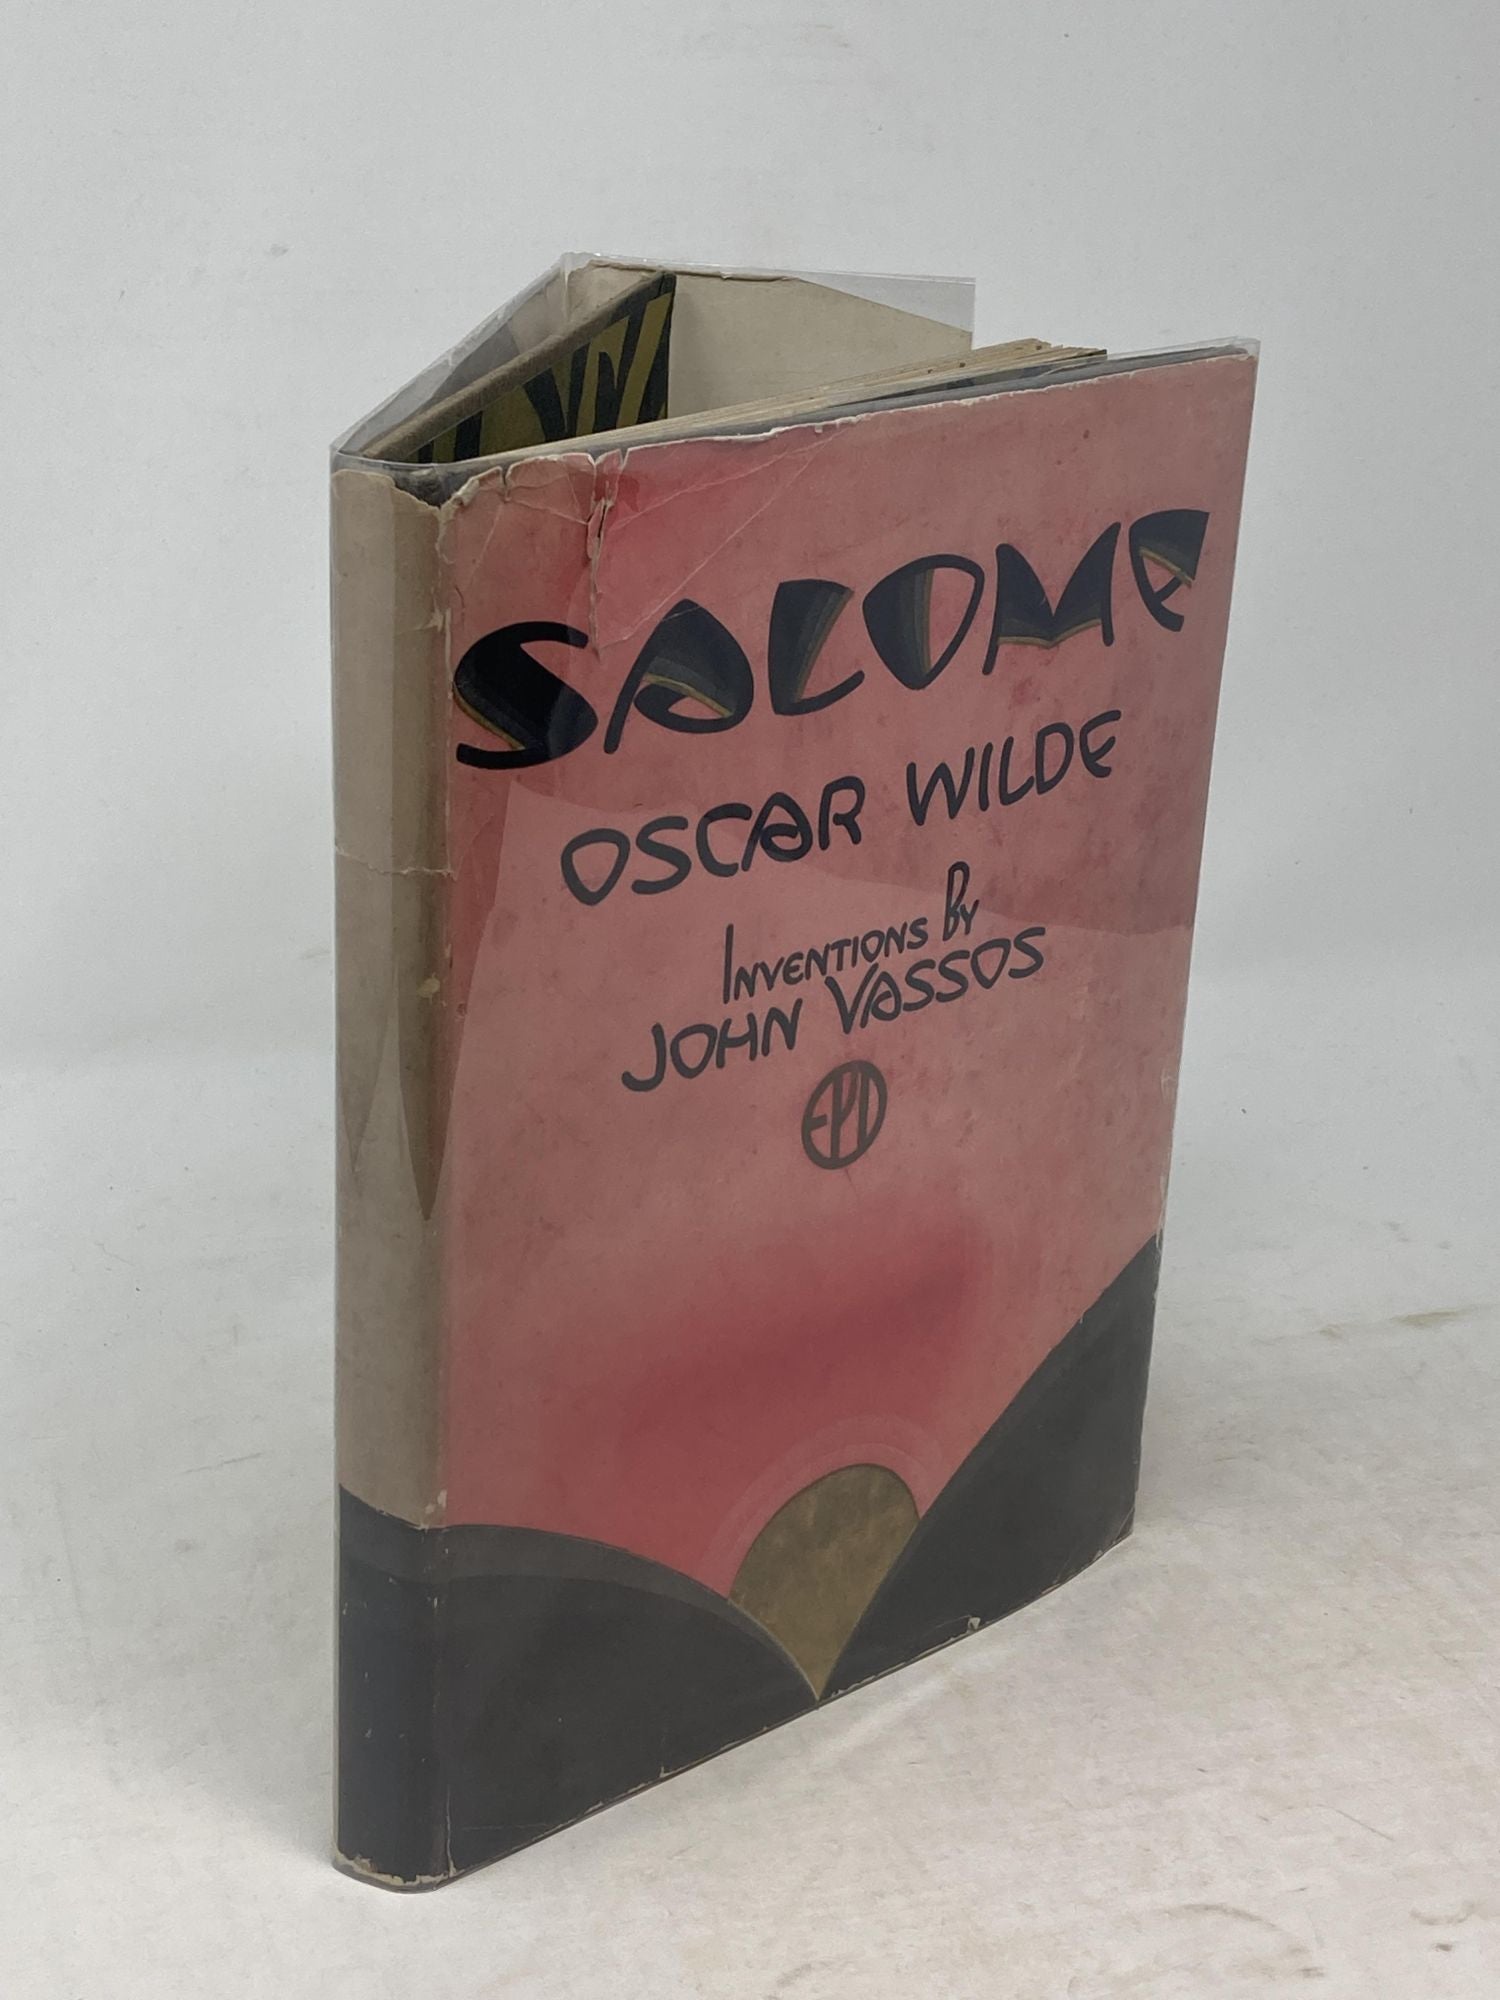 SALOME
OSCAR WILDE
INVENTIONS BY
JOHN VASSOS
EPD